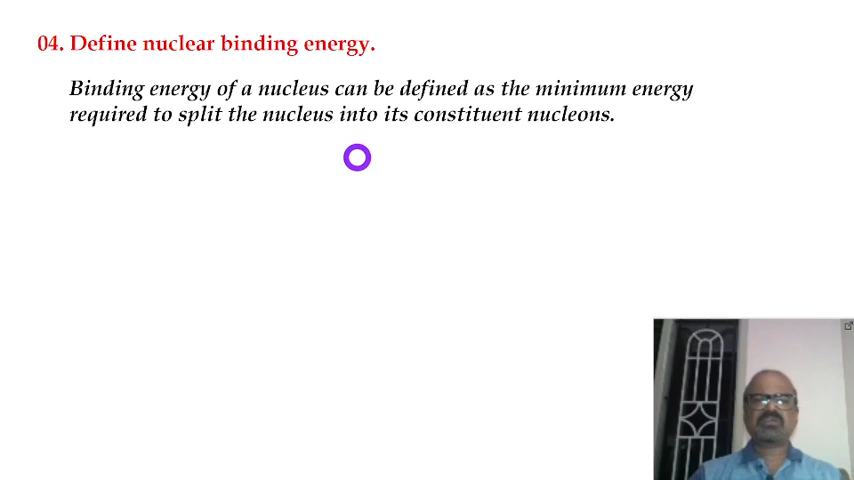 04. Define nuclear binding energy.
Binding energy of a nucleus can be defined as the minimum energy
required to split the nucleus into its constituent nucleons.